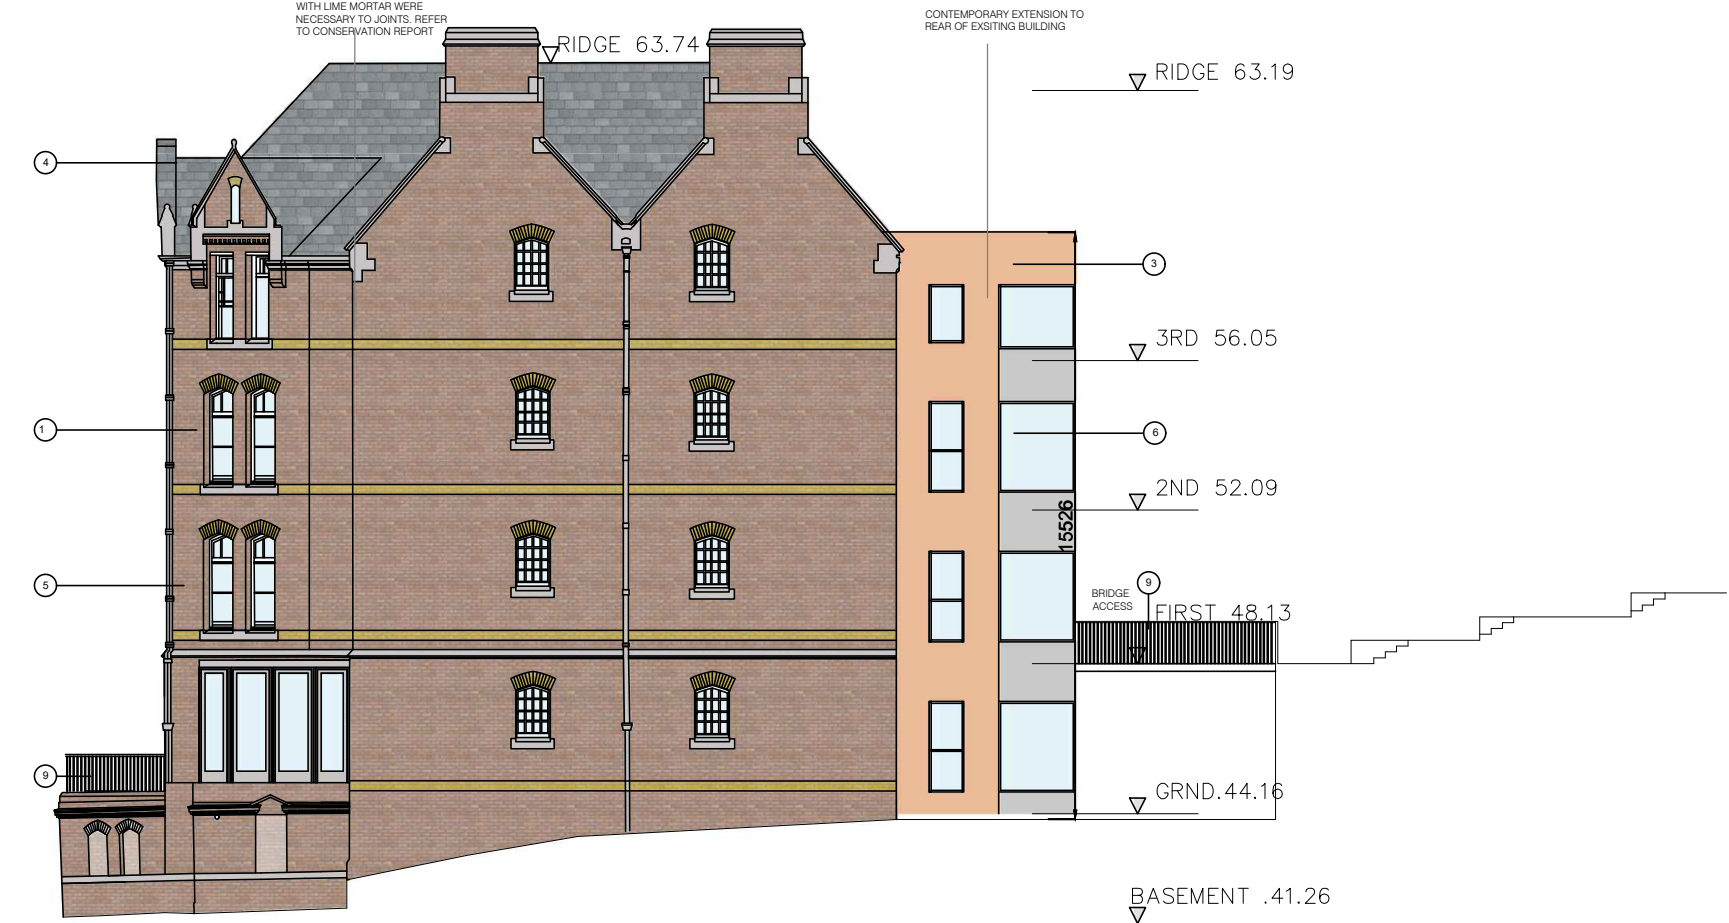 WITH LIME MORTAR WERE
NECESSARY TO JOINTS. REFER
TO CONSERVATION REPORT
CONTEMPORARY EXTENSION TO
REAR OF EXSITING BUILDING
RIDGE 63.74
RIDGE 63.19
4
3
3RD 56.05
1
6
2ND 52.09
15526
5
9
BRIDGE
ACCESS
FIRST 48.13
9
GRND.44.16
BASEMENT .41.26